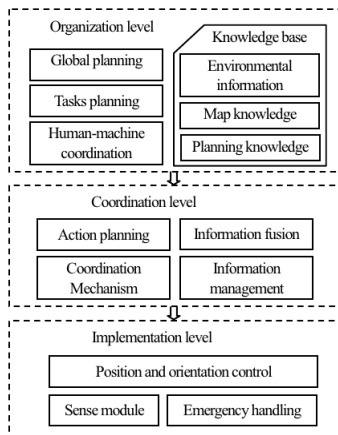 Organization level
Global planning
Tasks planning
Human-machine
coordination
Knowledge base
Environmental
information
Map knowledge
Planning knowledge
Coordination level
Action planning
Information fusion
Coordination
Mechanism
Information
management
Implementation level
Position and orientation control
Sense module
Emergency handling